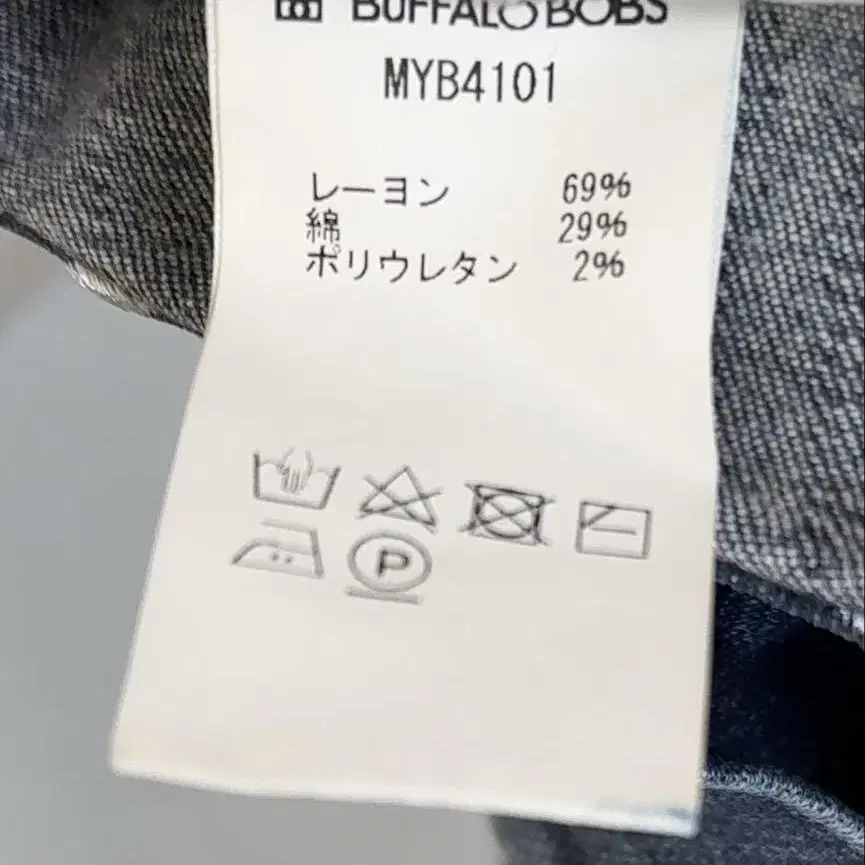 BUFFALO BOBS
MYB4101
レーヨン 69%
綿 29%
ポリウレタン 2%
P